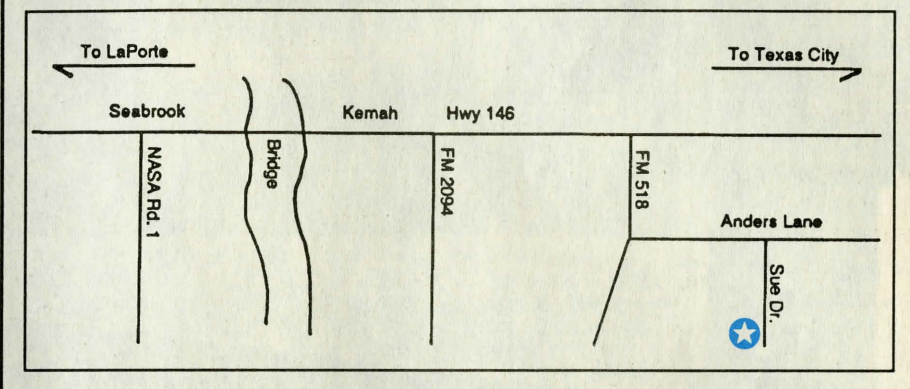 To LaPorte
To Texas City
Seabrook
Kemah
Hwy 146
NASA Rd. 1
Bridge
FM 2094
FM 518
Anders Lane
Sue Dr.